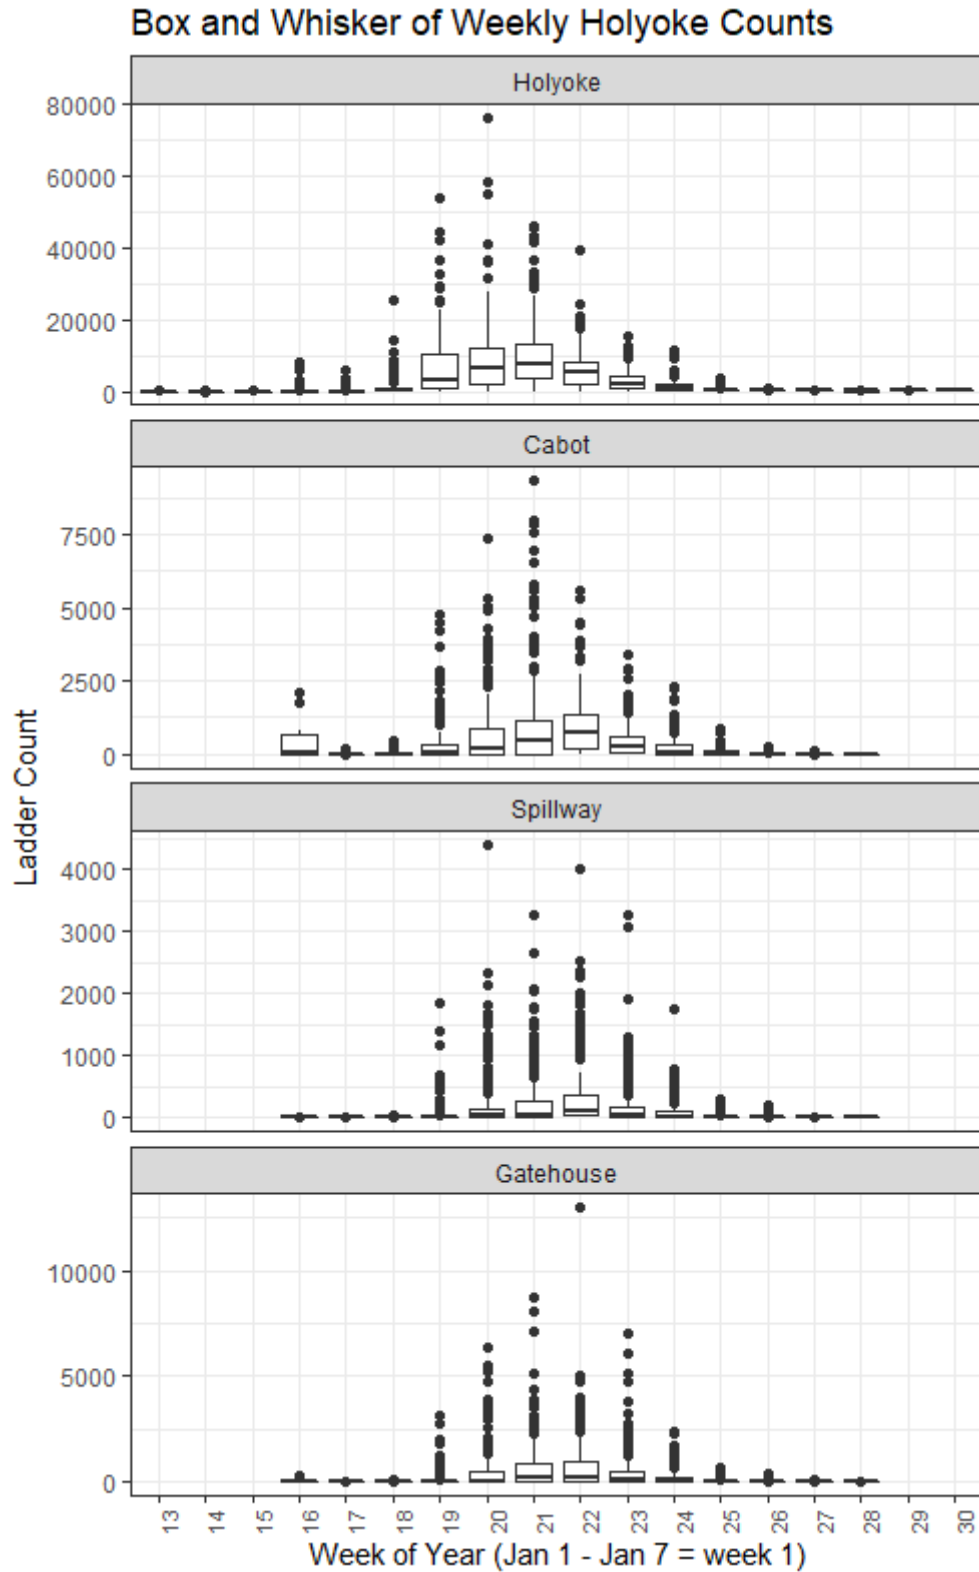 Box and Whisker of Weekly Holyoke Counts
Holyoke
80000
60000
40000
20000
0
Cabot
7500
5000
2500
0
Ladder Count
Spillway
4000
3000
2000
1000
0
Gatehouse
10000
5000
0
13 14 15 16 17 18 19 20 21 22 23 24 25 26 27 28 29 30
Week of Year (Jan 1 - Jan 7 = week 1)